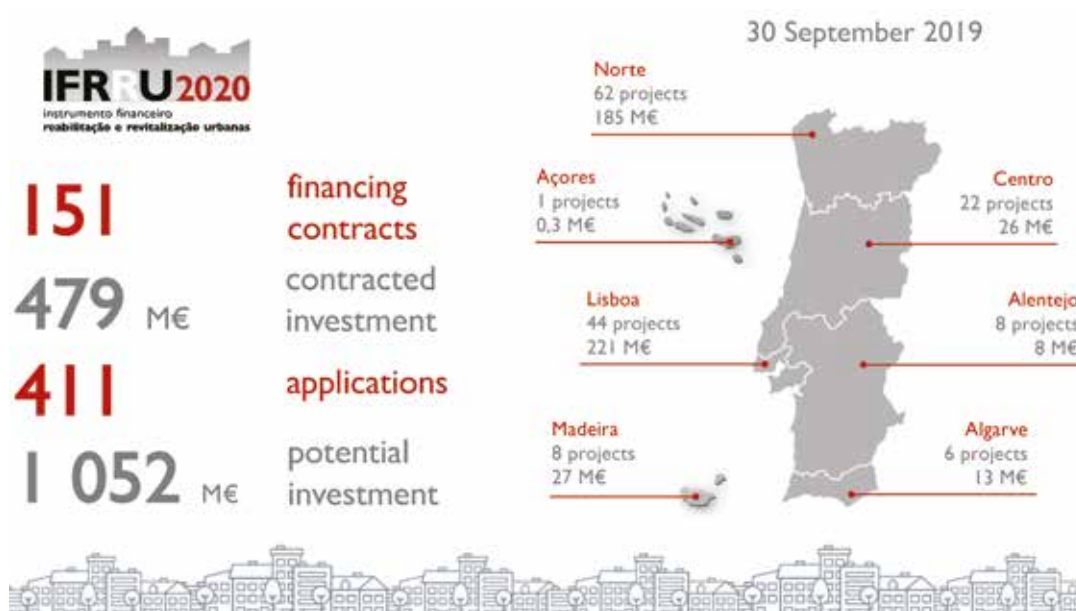 IFRRU2020
instrumento financeiro
reabilitação e revitalização urbanas
30 September 2019
151
financing
contracts
479 M€
contracted
investment
411
applications
1 052 M€
potential
investment
Norte
62 projects
185 M€
Açores
1 projects
0,3 M€
Centro
22 projects
26 M€
Lisboa
44 projects
221 M€
Alentejo
8 projects
8 M€
Madeira
8 projects
27 M€
Algarve
6 projects
13 M€